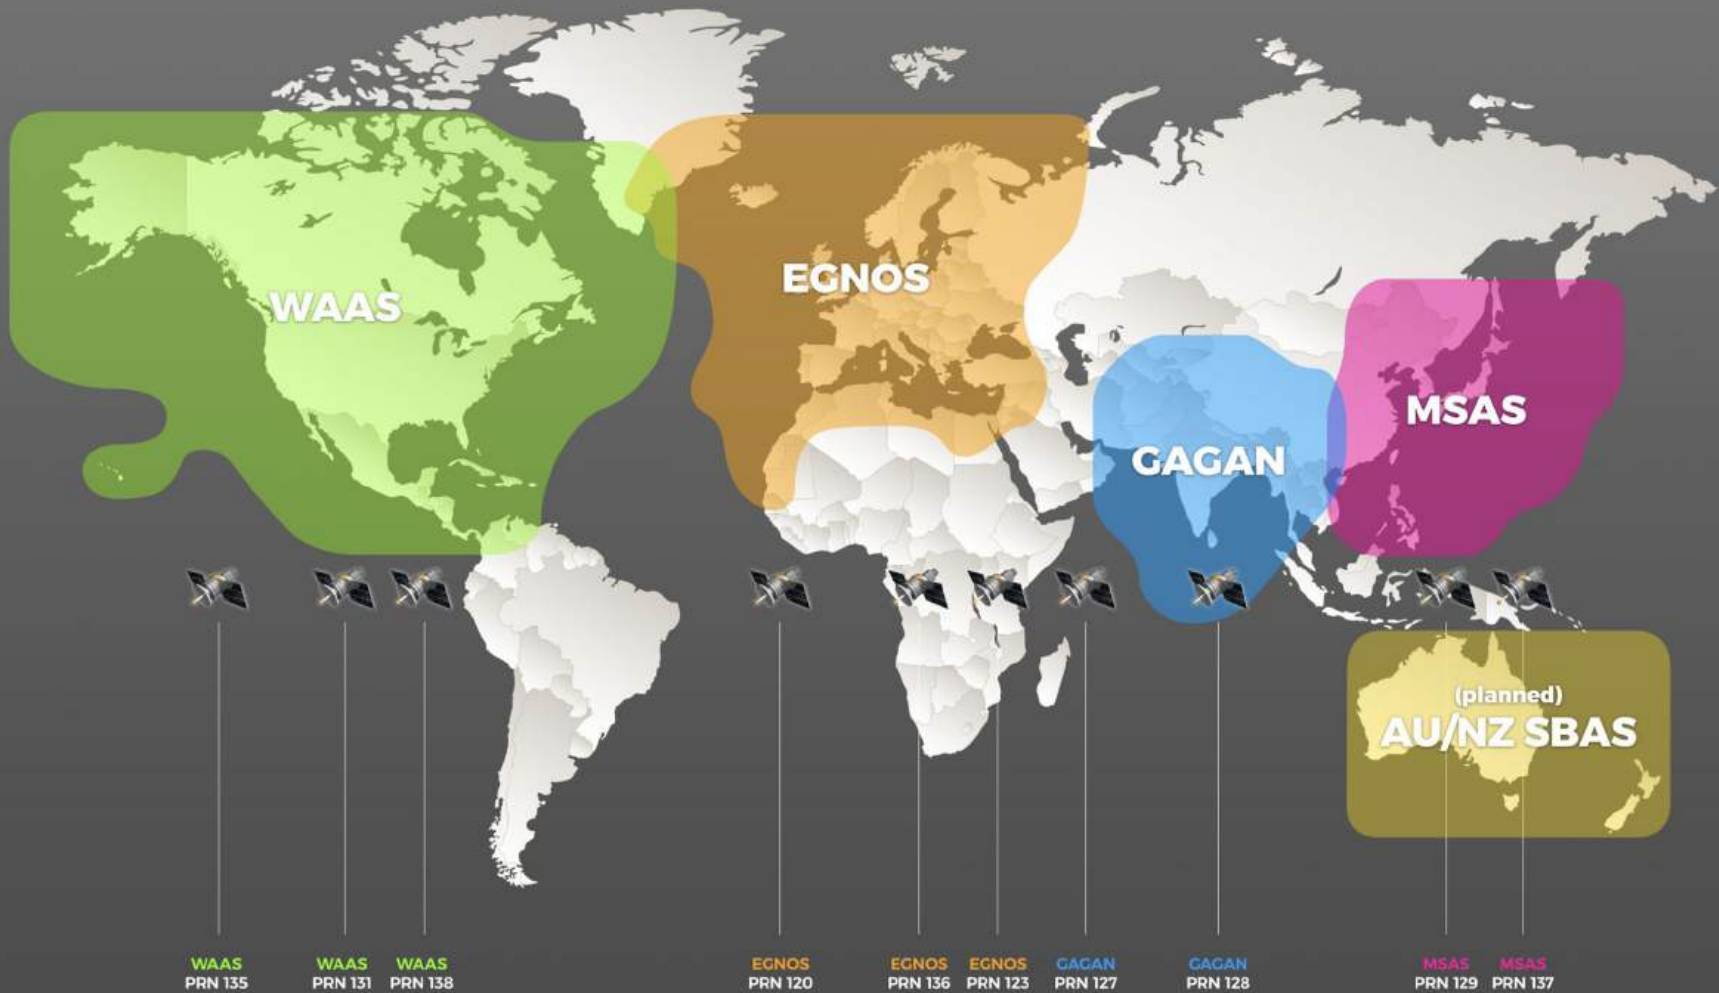 WAAS
EGNOS
MSAS
GAGAN
(planned)
AU/NZ SBAS
WAAS
PRN 135
WAAS
PRN 131
WAAS
PRN 138
EGNOS
PRN 120
EGNOS
PRN 136
EGNOS
PRN 123
GAGAN
PRN 127
GAGAN
PRN 128
MSAS
PRN 129
MSAS
PRN 137